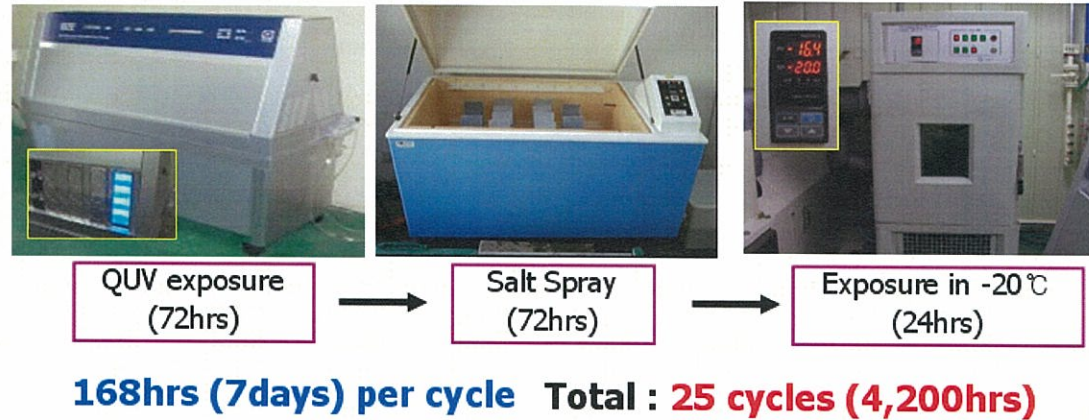 -16.4
-20.0
QUV exposure
(72hrs)
Salt Spray
(72hrs)
Exposure in -20℃
(24hrs)
168hrs (7days) per cycle Total : 25 cycles (4,200hrs)